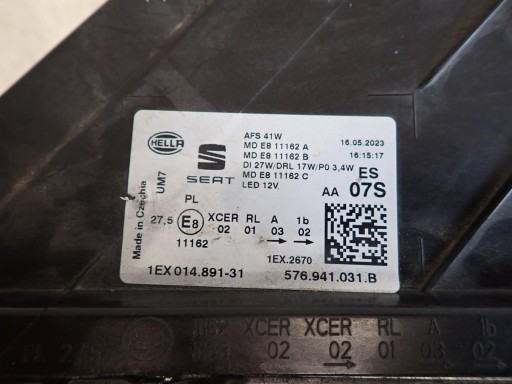 HELLA
SEAT
UM7
Made in Czechia
AFS 41W
MD E8 11162 A
MD E8 11162 B
DI 27W/DRL 17W/P0 3,4W
MD E8 11162 C
LED 12V.
16.05.2023
16:15:17
ES
AA 07S
PL
27,5 E8 XCER RL A 1b
02 01 03 02
11162
1EX.2670
1EX 014.891-31
576.941.031.B
XCER XCER RL A 1b
02 02 01 03 02